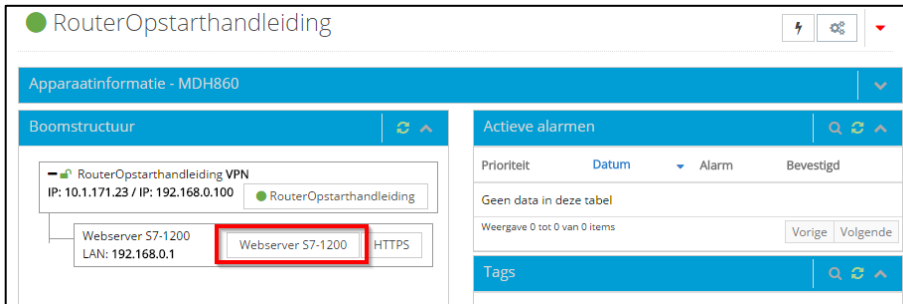 RouterOpstarthandleiding
Apparaatinformatie - MDH860
Boomstructuur
RouterOpstarthandleiding VPN
IP: 10.1.171.23 / IP: 192.168.0.100
RouterOpstarthandleiding
Webserver S7-1200
LAN: 192.168.0.1
Webserver S7-1200
HTTPS
Actieve alarmen
Prioriteit Datum Alarm Bevestigd
Geen data in deze tabel
Weergave 0 tot 0 van 0 items
Vorige Volgende
Tags